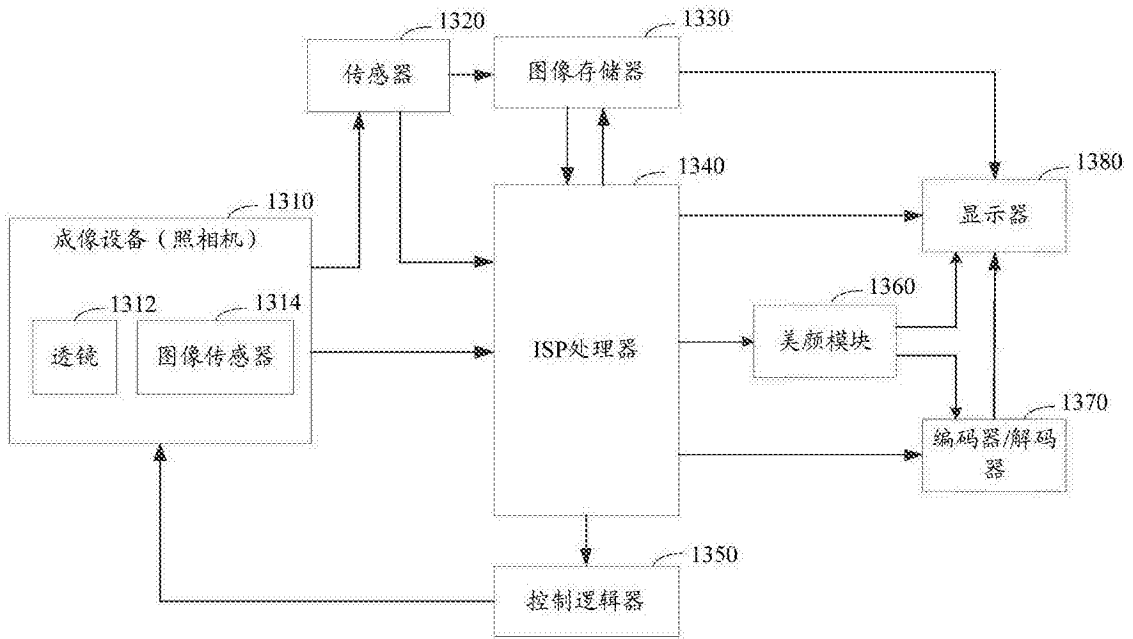 1320
传感器
1330
图像存储器
1340
1380
显示器
1310
成像设备（照相机）
1312
透镜
1314
图像传感器
ISP处理器
1360
美颜模块
1370
编码器/解码
器
1350
控制逻辑器